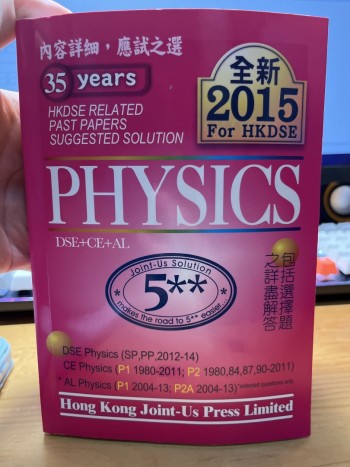 內容詳細，應試之選
35 years
HKDSE RELATED
PAST PAPERS
SUGGESTED SOLUTION
全新
2015
For HKDSE
PHYSICS
DSE+CE+AL
Joint-Us Solution
5**
* makes the road to 5** easier... *
包括選擇題
之詳盡解答
DSE Physics (SP,PP,2012-14)
CE Physics (P1 1980-2011; P2 1980,84,87,90-2011)
* AL Physics (P1 2004-13; P2A 2004-13) *selected questions only
Hong Kong Joint-Us Press Limited